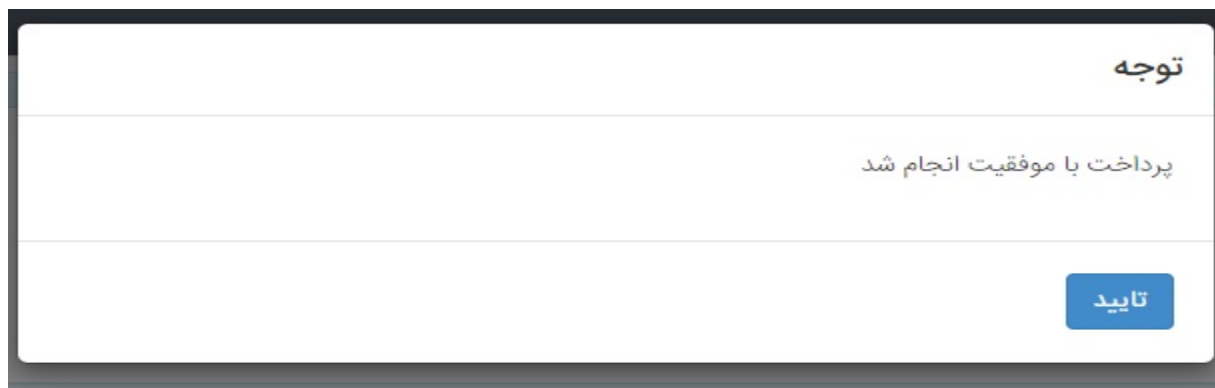 توجه
پرداخت با موفقیت انجام شد
تایید